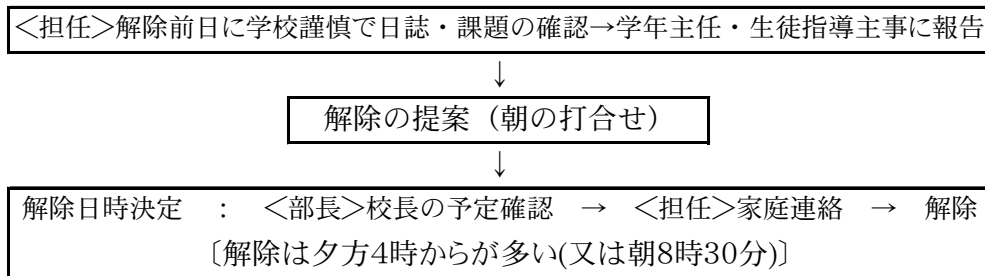 ＜担任＞解除前日に学校謹慎で日誌・課題の確認→学年主任・生徒指導主事に報告
↓
解除の提案（朝の打合せ）
↓
解除日時決定　：　＜部長＞校長の予定確認　→　＜担任＞家庭連絡　→　解除
〔解除は夕方4時からが多い(又は朝8時30分)〕